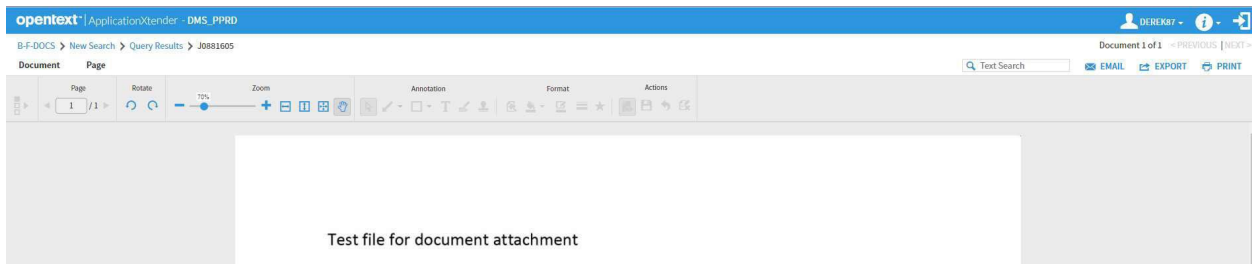 opentext™ | ApplicationXtender - DMS_PPRD
DEREK87
B-F-DOCS > New Search > Query Results > J0881605
Document 1 of 1 < PREVIOUS | NEXT >
Document Page
Text Search EMAIL EXPORT PRINT
Page Rotate Zoom Annotation Format Actions
70%
1 / 1
Test file for document attachment